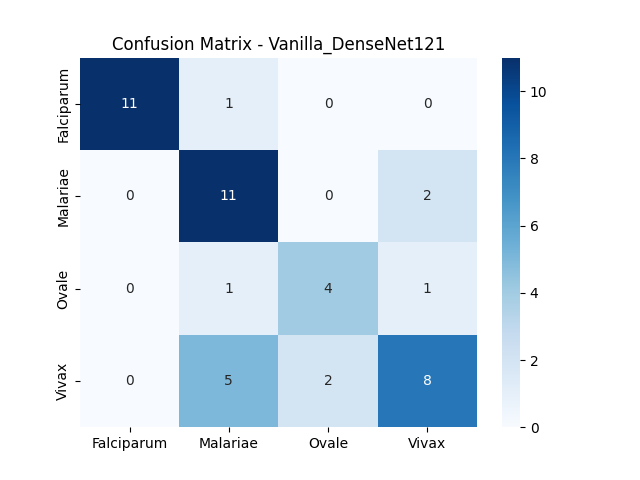 Confusion Matrix - Vanilla_DenseNet121
Falciparum
11
1
0
0
Malariae
0
11
0
2
Ovale
0
1
4
1
Vivax
0
5
2
8
Falciparum
Malariae
Ovale
Vivax
10
8
6
4
2
0